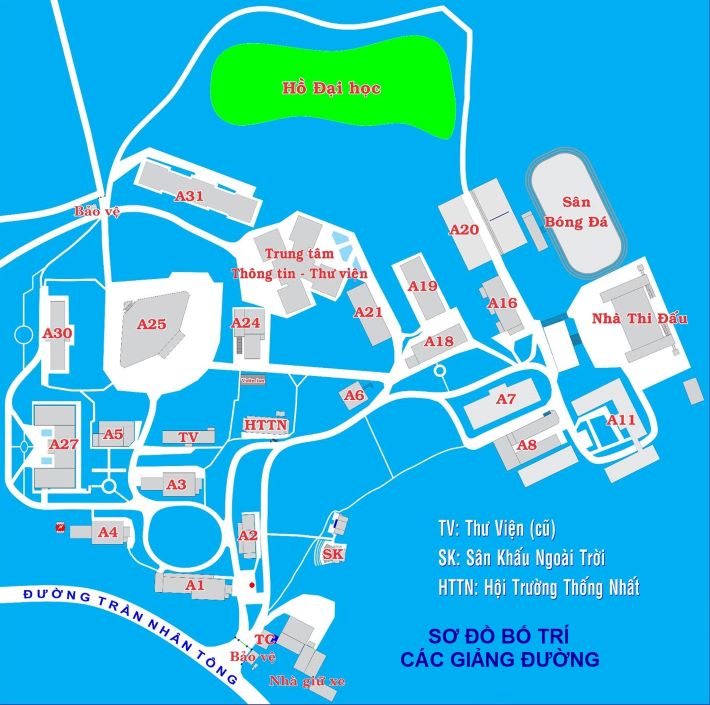 Hồ Đại học
A31
Bảo vệ
A20
Sân
Bóng Đá
Trung tâm
Thông tin - Thư viện
A19
A16
A21
A30
A25
A24
A18
Nhà Thi Đấu
A6
A7
A11
A27
A5
TV
HTTN
A8
A3
A4
A2
SK
TV: Thư Viện (cũ)
SK: Sân Khấu Ngoài Trời
HTTN: Hội Trường Thống Nhất
A1
ĐƯỜNG TRẦN NHÂN TÔNG
TC
Bảo vệ
Nhà giữ xe
SƠ ĐỒ BỐ TRÍ
CÁC GIẢNG ĐƯỜNG